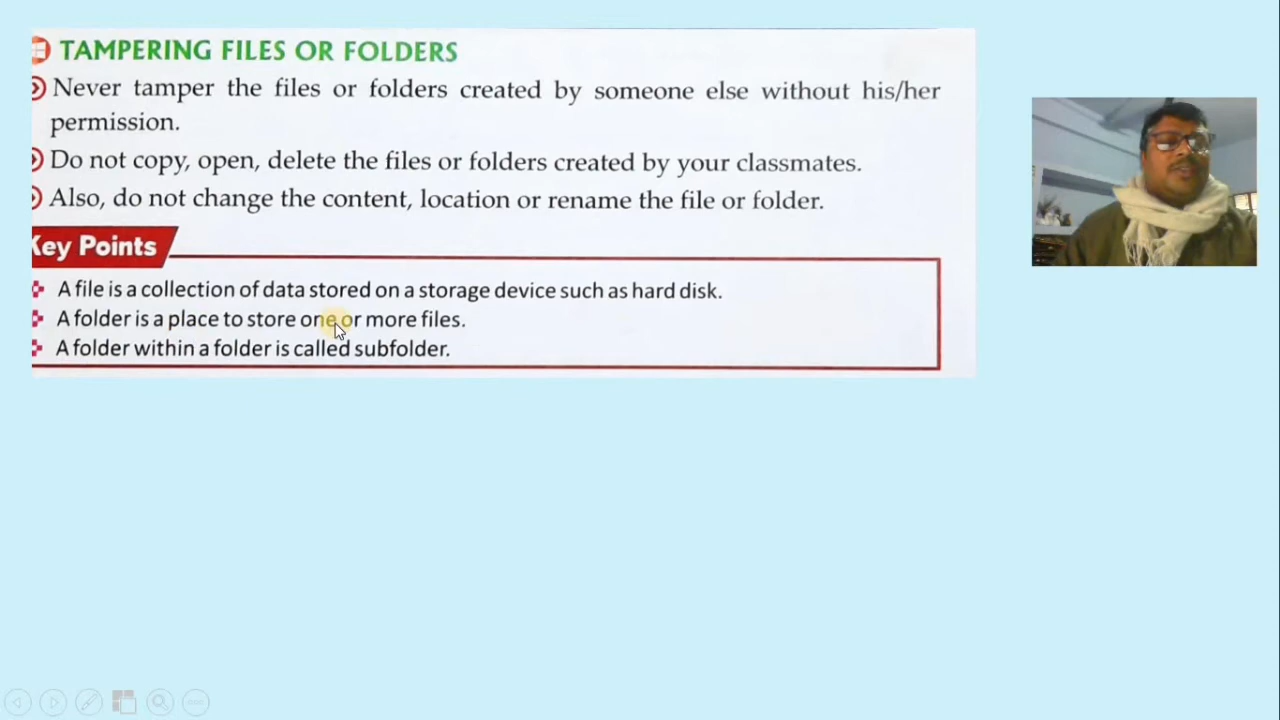 TAMPERING FILES OR FOLDERS
Never tamper the files or folders created by someone else without his/her
permission.
Do not copy, open, delete the files or folders created by your classmates.
Also, do not change the content, location or rename the file or folder.
Key Points
A file is a collection of data stored on a storage device such as hard disk.
A folder is a place to store one or more files.
A folder within a folder is called subfolder.